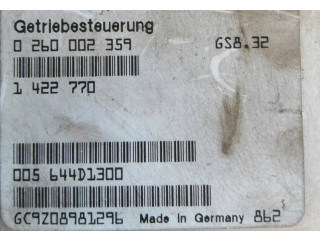 Getriebesteuerung
0 260 002 359 GS8.32
1 422 770
005 644D1300
GC9Z08981296 Made in Germany 862